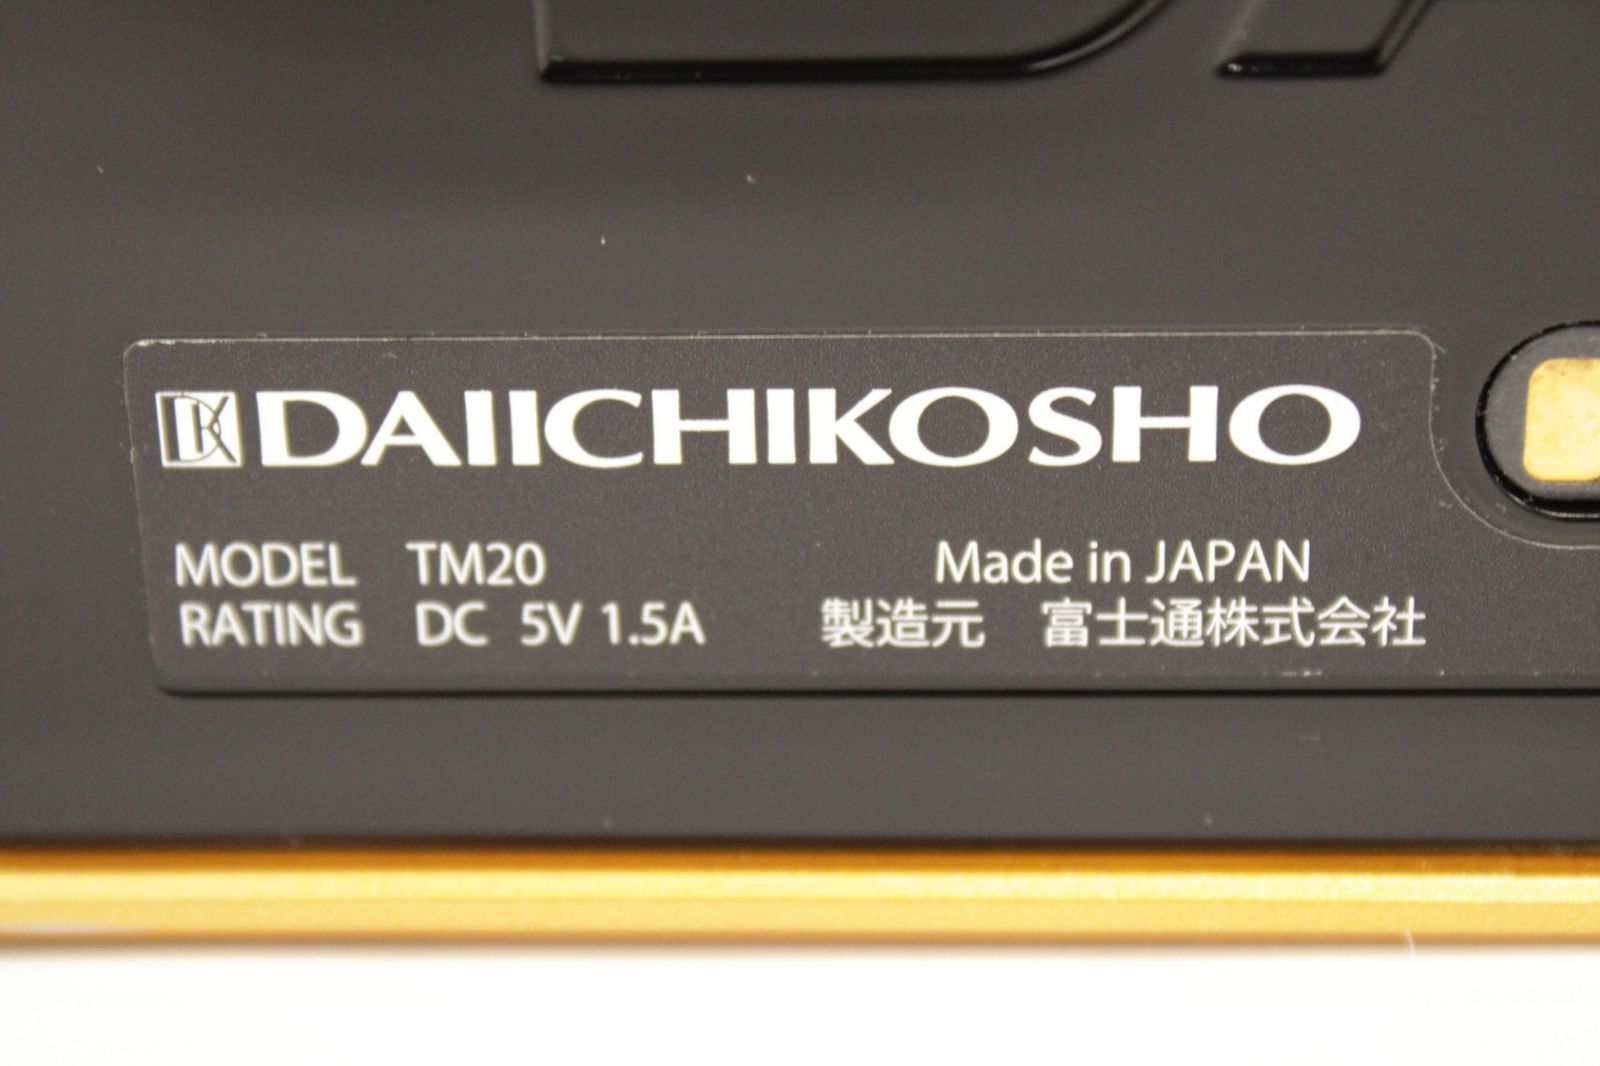 DK DAIICHIKOSHO
MODEL TM20 Made in JAPAN
RATING DC 5V 1.5A 製造元 富士通株式会社